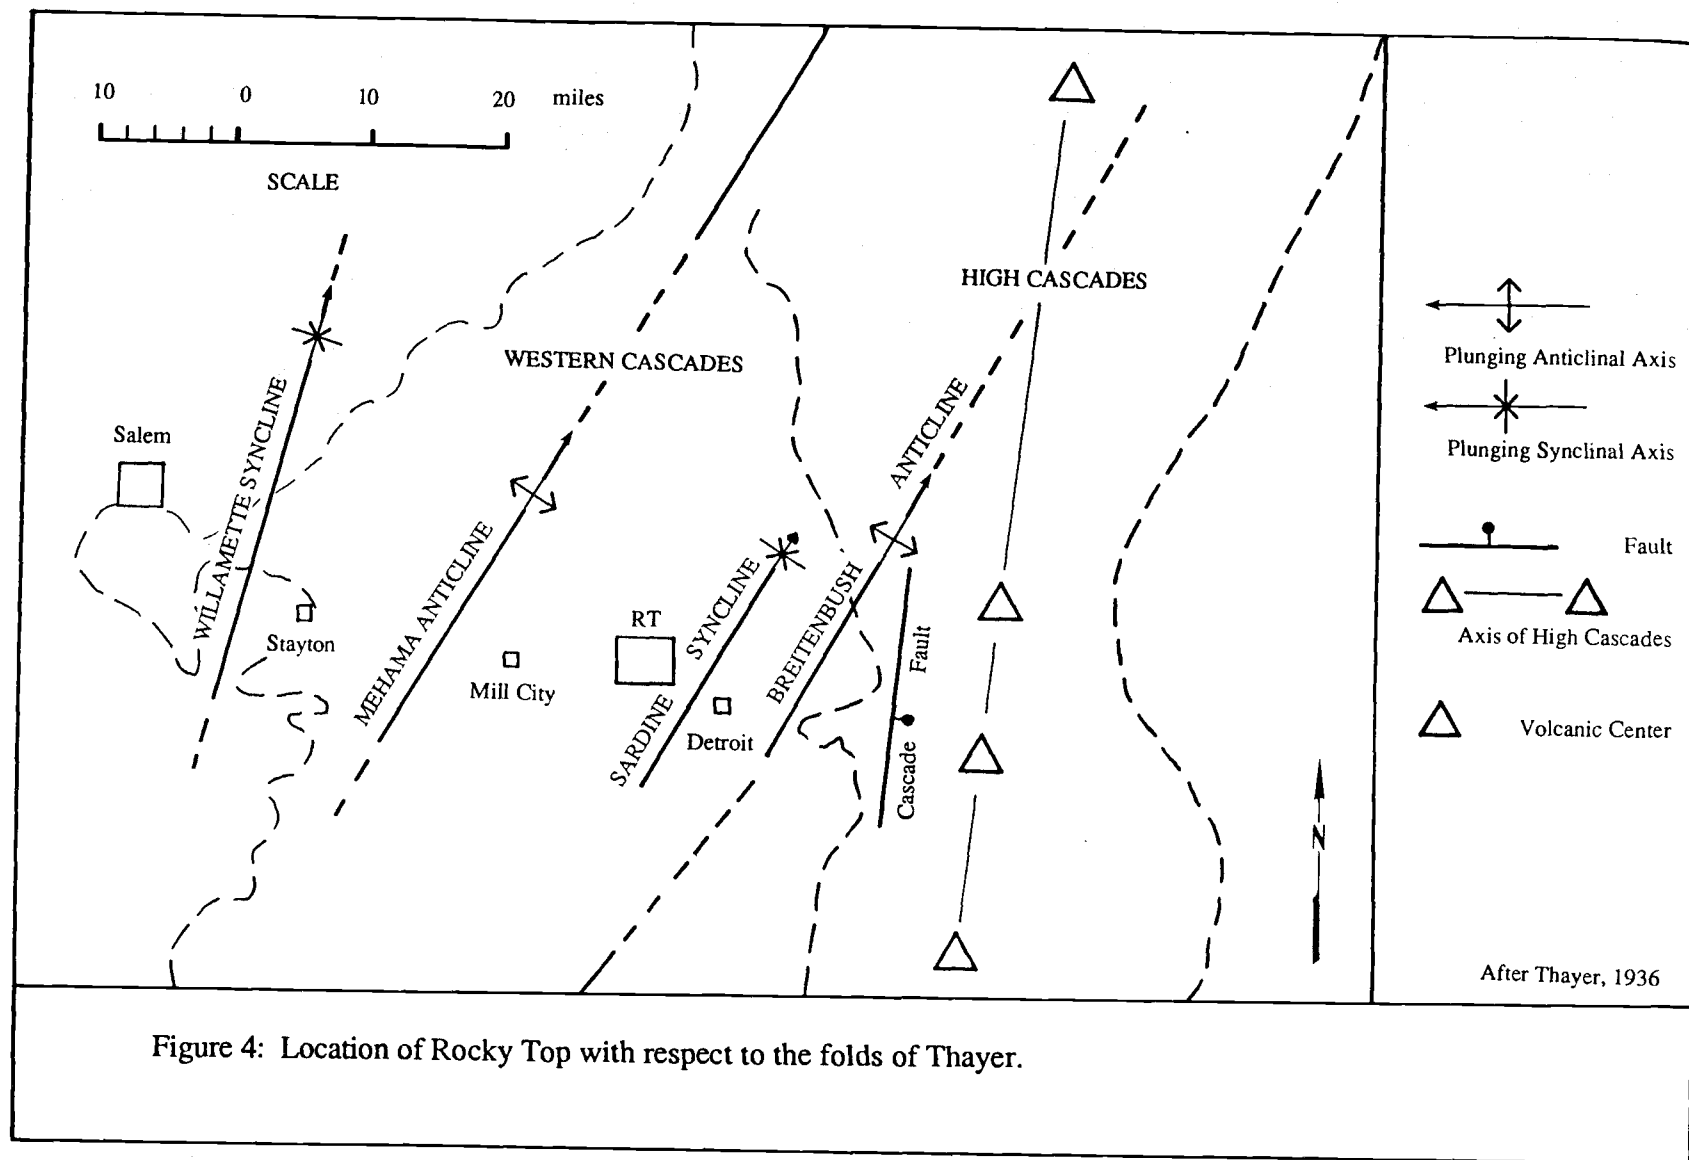 10 0 10 20 miles
SCALE
HIGH CASCADES
WESTERN CASCADES
Salem
WILLAMETTE SYNCLINE
MEHAMA ANTICLINE
Stayton
Mill City
RT
SARDINE SYNCLINE
Detroit
BREITENBUSH ANTICLINE
Cascade Fault
Plunging Anticlinal Axis
Plunging Synclinal Axis
Fault
Axis of High Cascades
Volcanic Center
N
After Thayer, 1936
Figure 4: Location of Rocky Top with respect to the folds of Thayer.